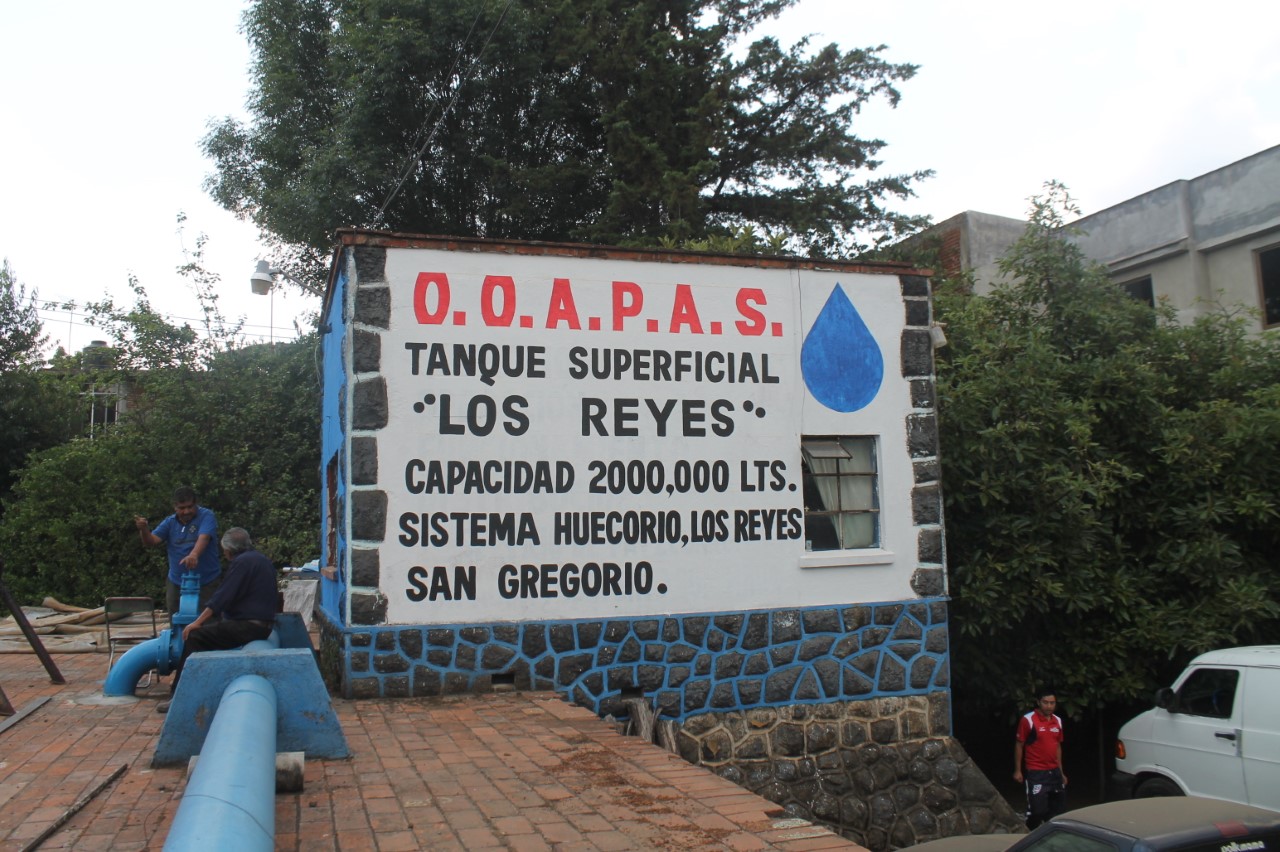 O.O.A.P.A.S.
TANQUE SUPERFICIAL
"LOS REYES"
CAPACIDAD 2000,000 LTS.
SISTEMA HUECORIO, LOS REYES
SAN GREGORIO.